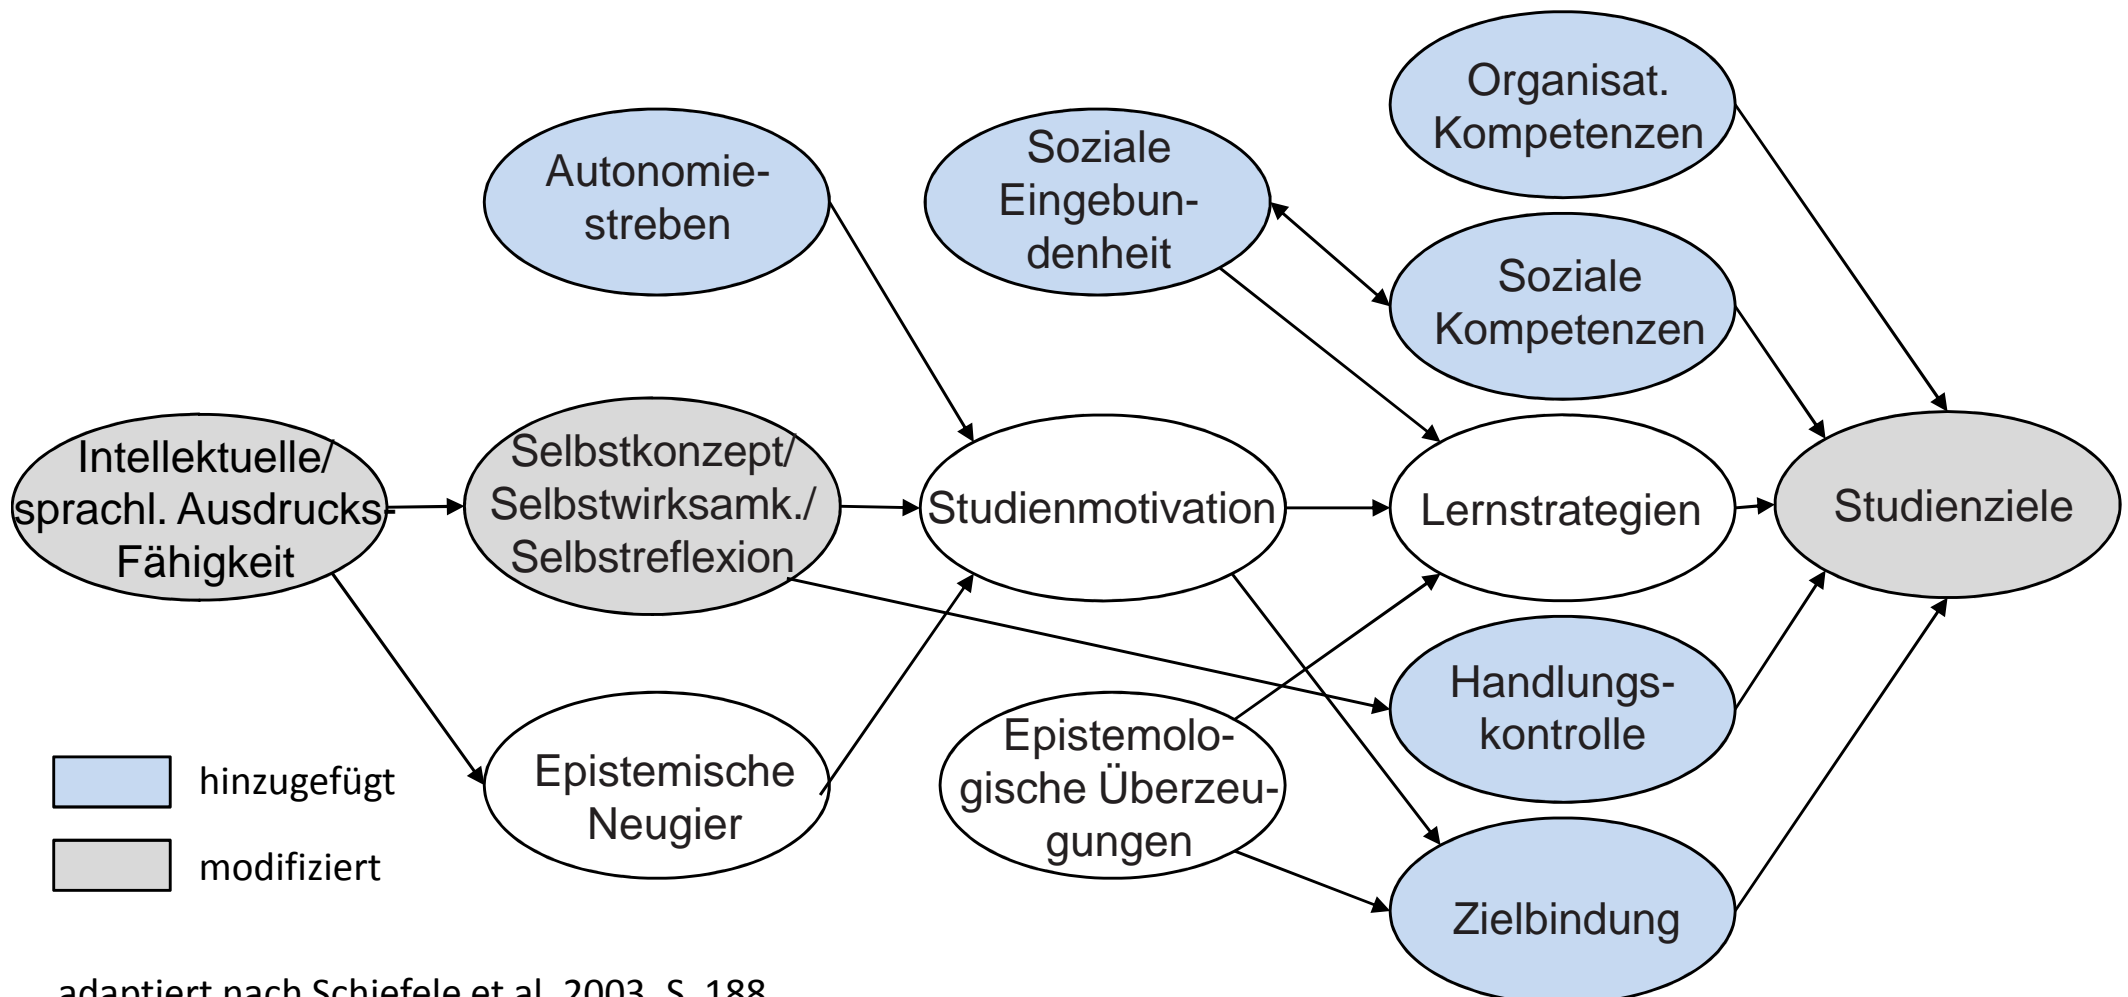 Organisat.
Kompetenzen
Autonomie-
streben
Soziale
Eingebun-
denheit
Soziale
Kompetenzen
Intellektuelle/
sprachl. Ausdrucks-
Fähigkeit
Selbstkonzept/
Selbstwirksamk./
Selbstreflexion
Studienmotivation
Lernstrategien
Studienziele
Epistemische
Neugier
Epistemolo-
gische Überzeu-
gungen
Handlungs-
kontrolle
Zielbindung
hinzugefügt
modifiziert
adaptiert nach Schiefele et al. 2003, S. 188